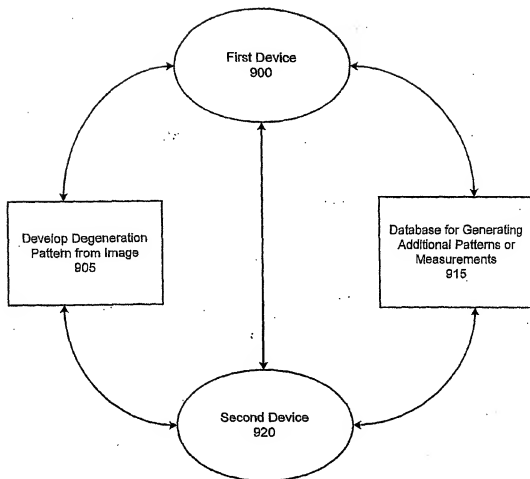 First Device
900
Develop Degeneration
Pattern from Image
905
Database for Generating
Additional Patterns or
Measurements
915
Second Device
920